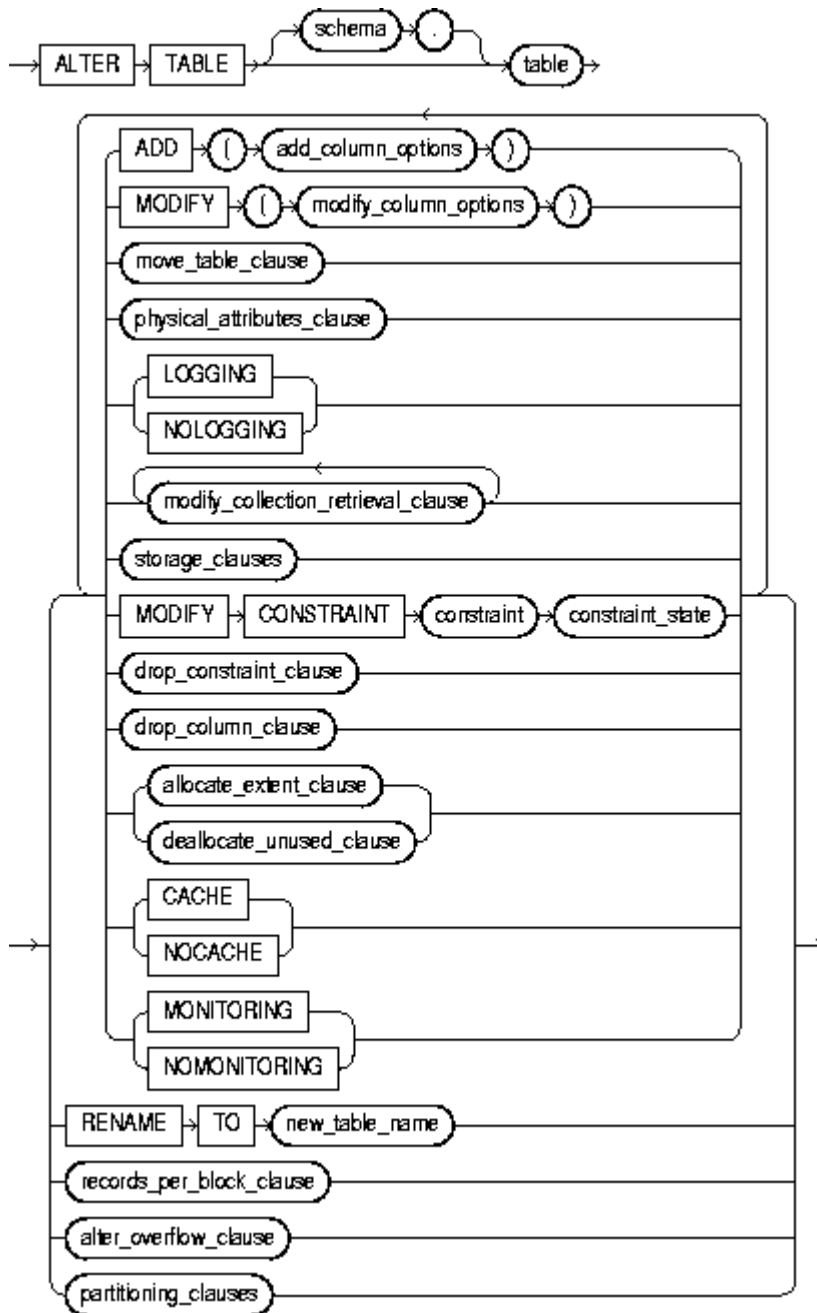 schema .
ALTER TABLE table
ADD ( add_column_options )
MODIFY ( modify_column_options )
move_table_clause
physical_attributes_clause
LOGGING
NOLOGGING
modify_collection_retrieval_clause
storage_clauses
MODIFY CONSTRAINT constraint constraint_state
drop_constraint_clause
drop_column_clause
allocate_extent_clause
deallocate_unused_clause
CACHE
NOCACHE
MONITORING
NOMONITORING
RENAME TO new_table_name
records_per_block_clause
alter_overflow_clause
partitioning_clauses